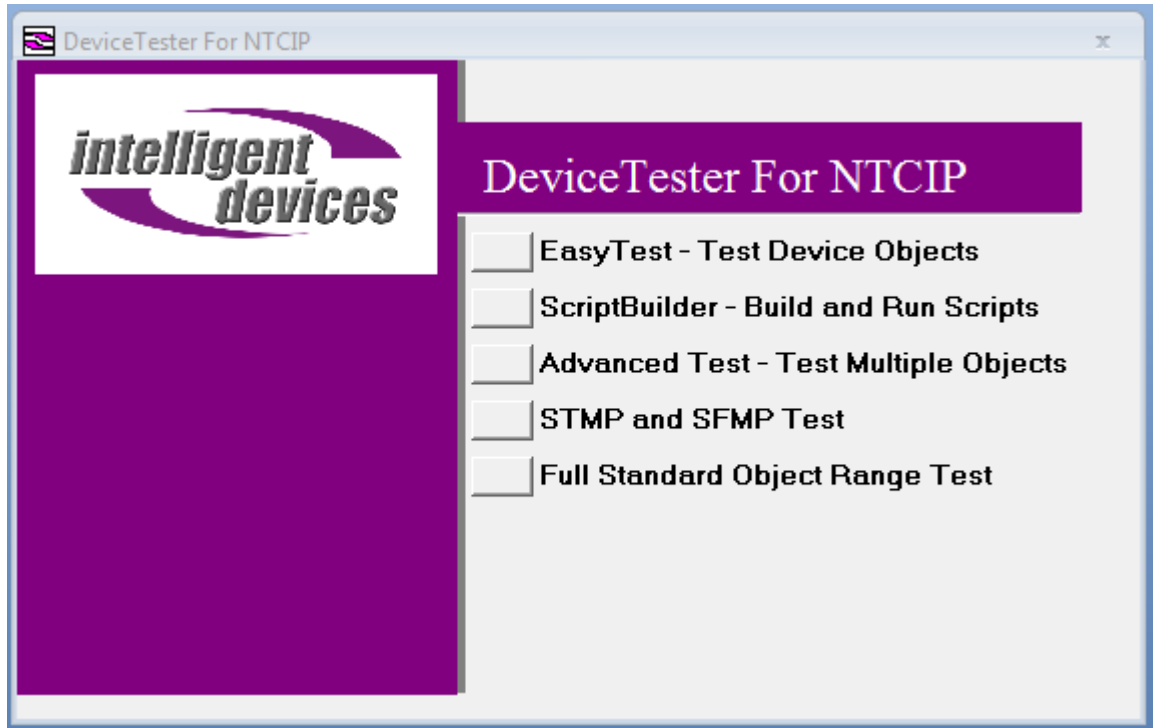 DeviceTester For NTCIP
x
intelligent
devices
DeviceTester For NTCIP
EasyTest - Test Device Objects
ScriptBuilder - Build and Run Scripts
Advanced Test - Test Multiple Objects
STMP and SFMP Test
Full Standard Object Range Test